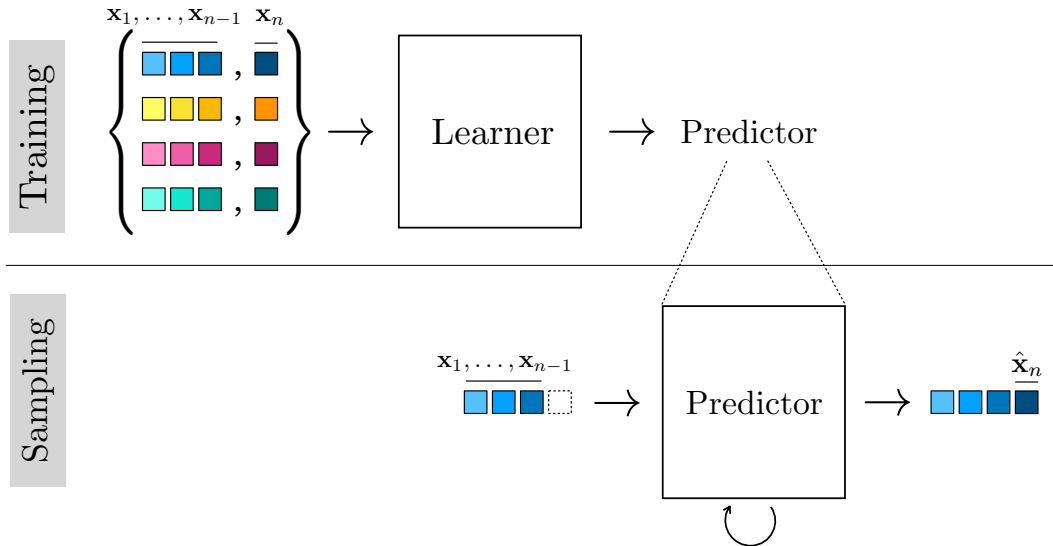 Training
𝐱₁, . . . , 𝐱ₙ₋₁ 𝐱ₙ
{ , }
,
,
,
Learner
Predictor
Sampling
𝐱₁, . . . , 𝐱ₙ₋₁
Predictor
𝐱̂ₙ